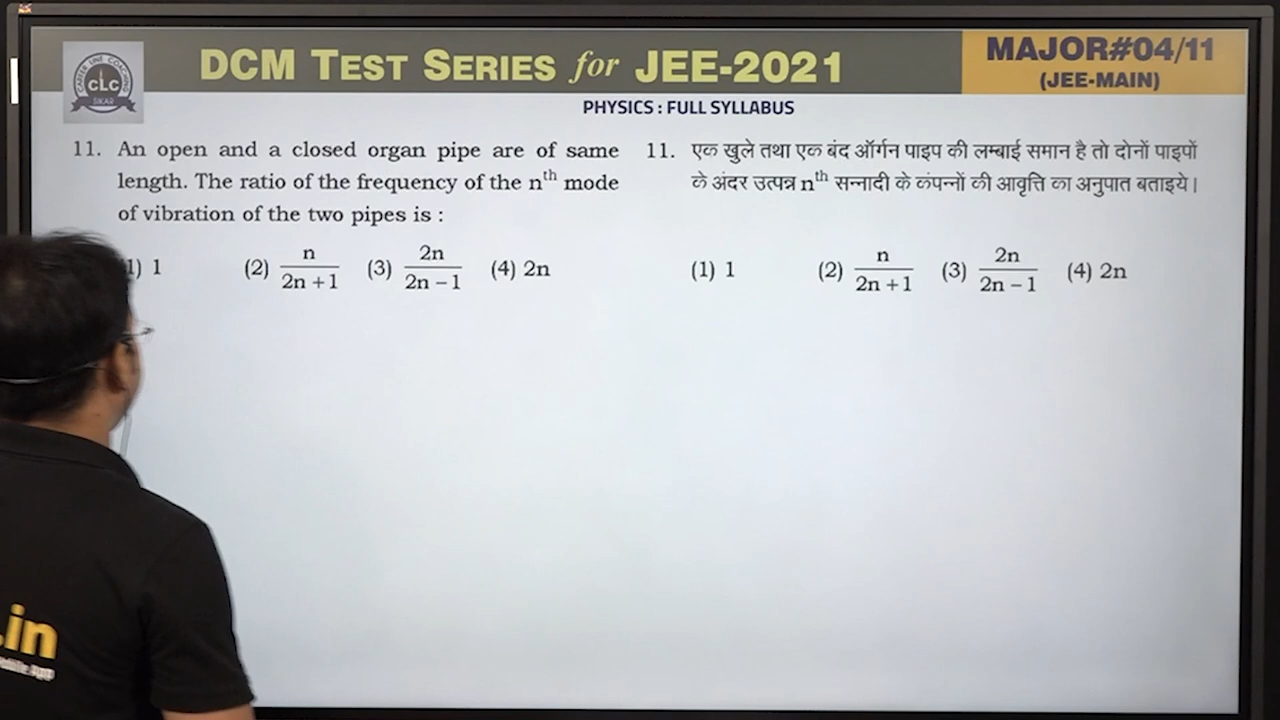 DCM TEST SERIES for JEE-2021
MAJOR#04/11
(JEE-MAIN)
CAREER LINE COACHING
CLC
SIKAR
PHYSICS : FULL SYLLABUS
11. An open and a closed organ pipe are of same
length. The ratio of the frequency of the nth mode
of vibration of the two pipes is :
1) 1 (2) n/(2n +1) (3) 2n/(2n – 1) (4) 2n
11. एक खुले तथा एक बंद ऑर्गन पाइप की लम्बाई समान है तो दोनों पाइपों
के अंदर उत्पन्न nth सन्नादी के कंपन्नों की आवृत्ति का अनुपात बताइये।
(1) 1 (2) n/(2n +1) (3) 2n/(2n – 1) (4) 2n
.in